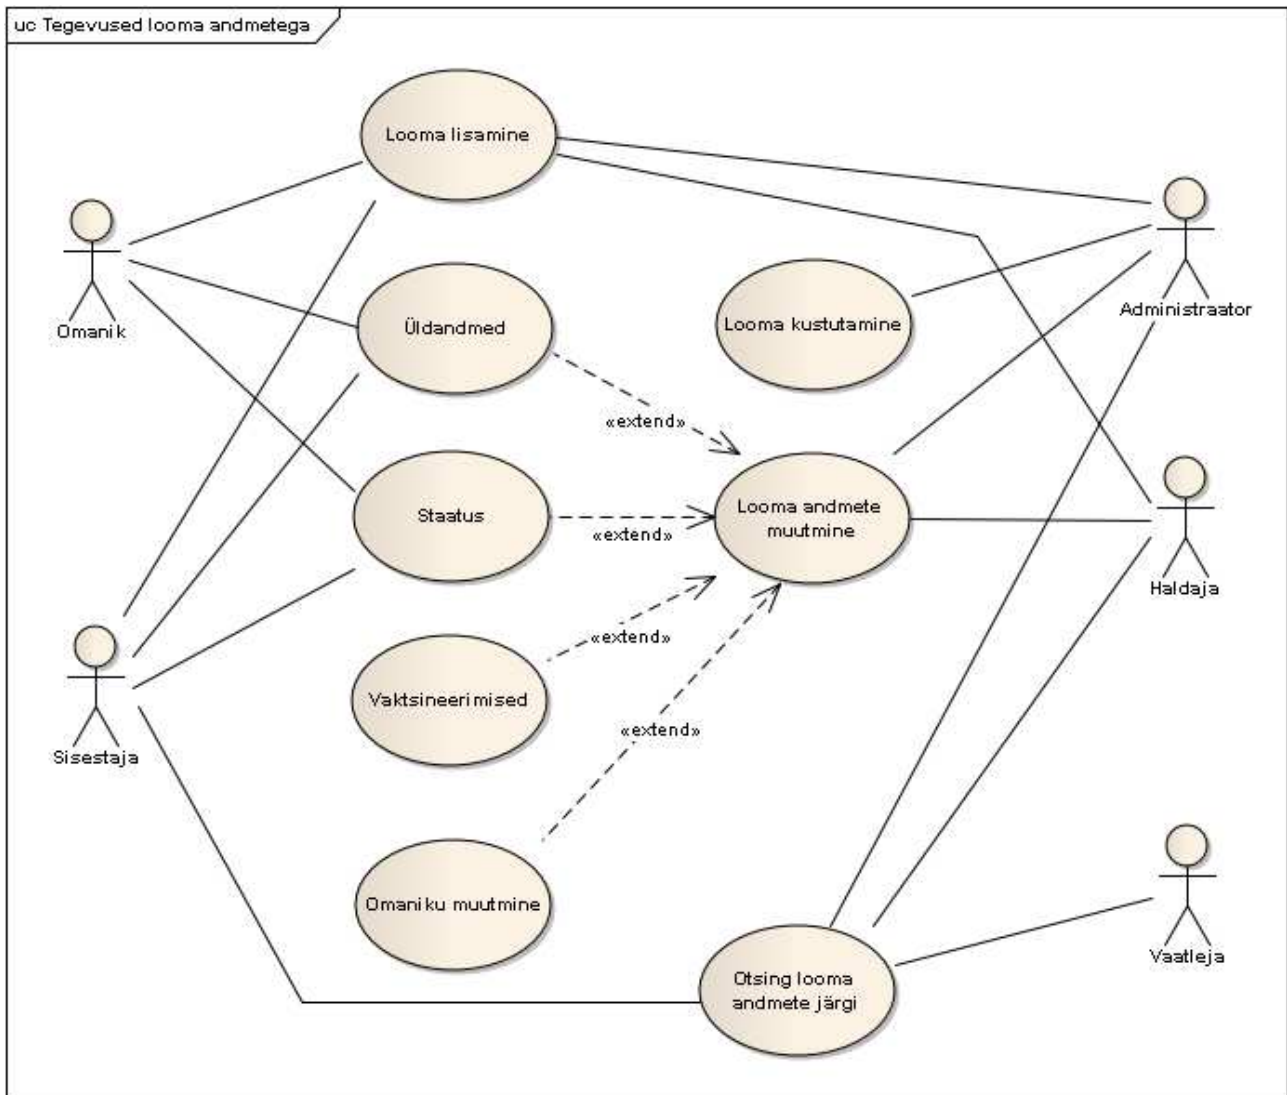 uc Tegevused looma andmetega
Looma lisamine
Omanik
Administraator
Üldandmed
Looma kustutamine
«extend»
Staatus
«extend»
Looma andmete
muutmine
Haldaja
«extend»
Vaktsineerimised
Sisestaja
«extend»
Omaniku muutmine
Vaatleja
Otsing looma
andmete järgi